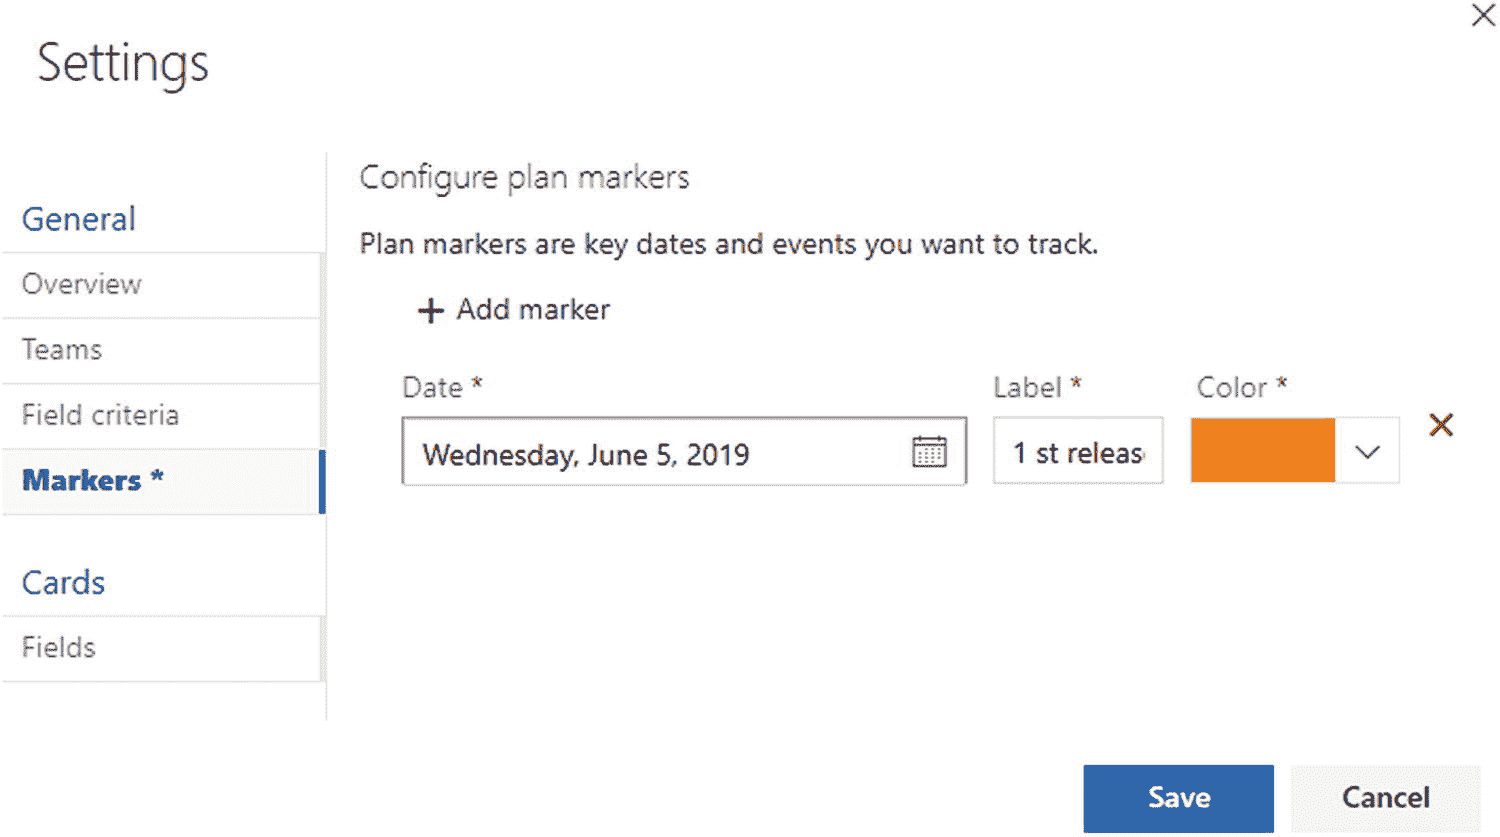 Settings
General
Overview
Teams
Field criteria
Markers *
Cards
Fields
Configure plan markers
Plan markers are key dates and events you want to track.
+ Add marker
Date * Label * Color *
Wednesday, June 5, 2019 1 st releas
Save Cancel